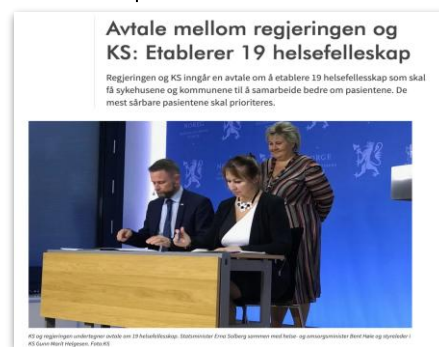 Avtale mellom regjeringen og
KS: Etablerer 19 helsefelleskap
Regjeringen og KS inngår en avtale om å etablere 19 helsefellesskap som skal
få sykehusene og kommunene til å samarbeide bedre om pasientene. De
mest sårbare pasientene skal prioriteres.
KS og regjeringen undertegner avtale om 19 helsefelleskap. Statsminister Erna Solberg sammen med helse- og omsorgsminister Bent Høie og styreleder i
KS Gunn Marit Helgesen. Foto:KS